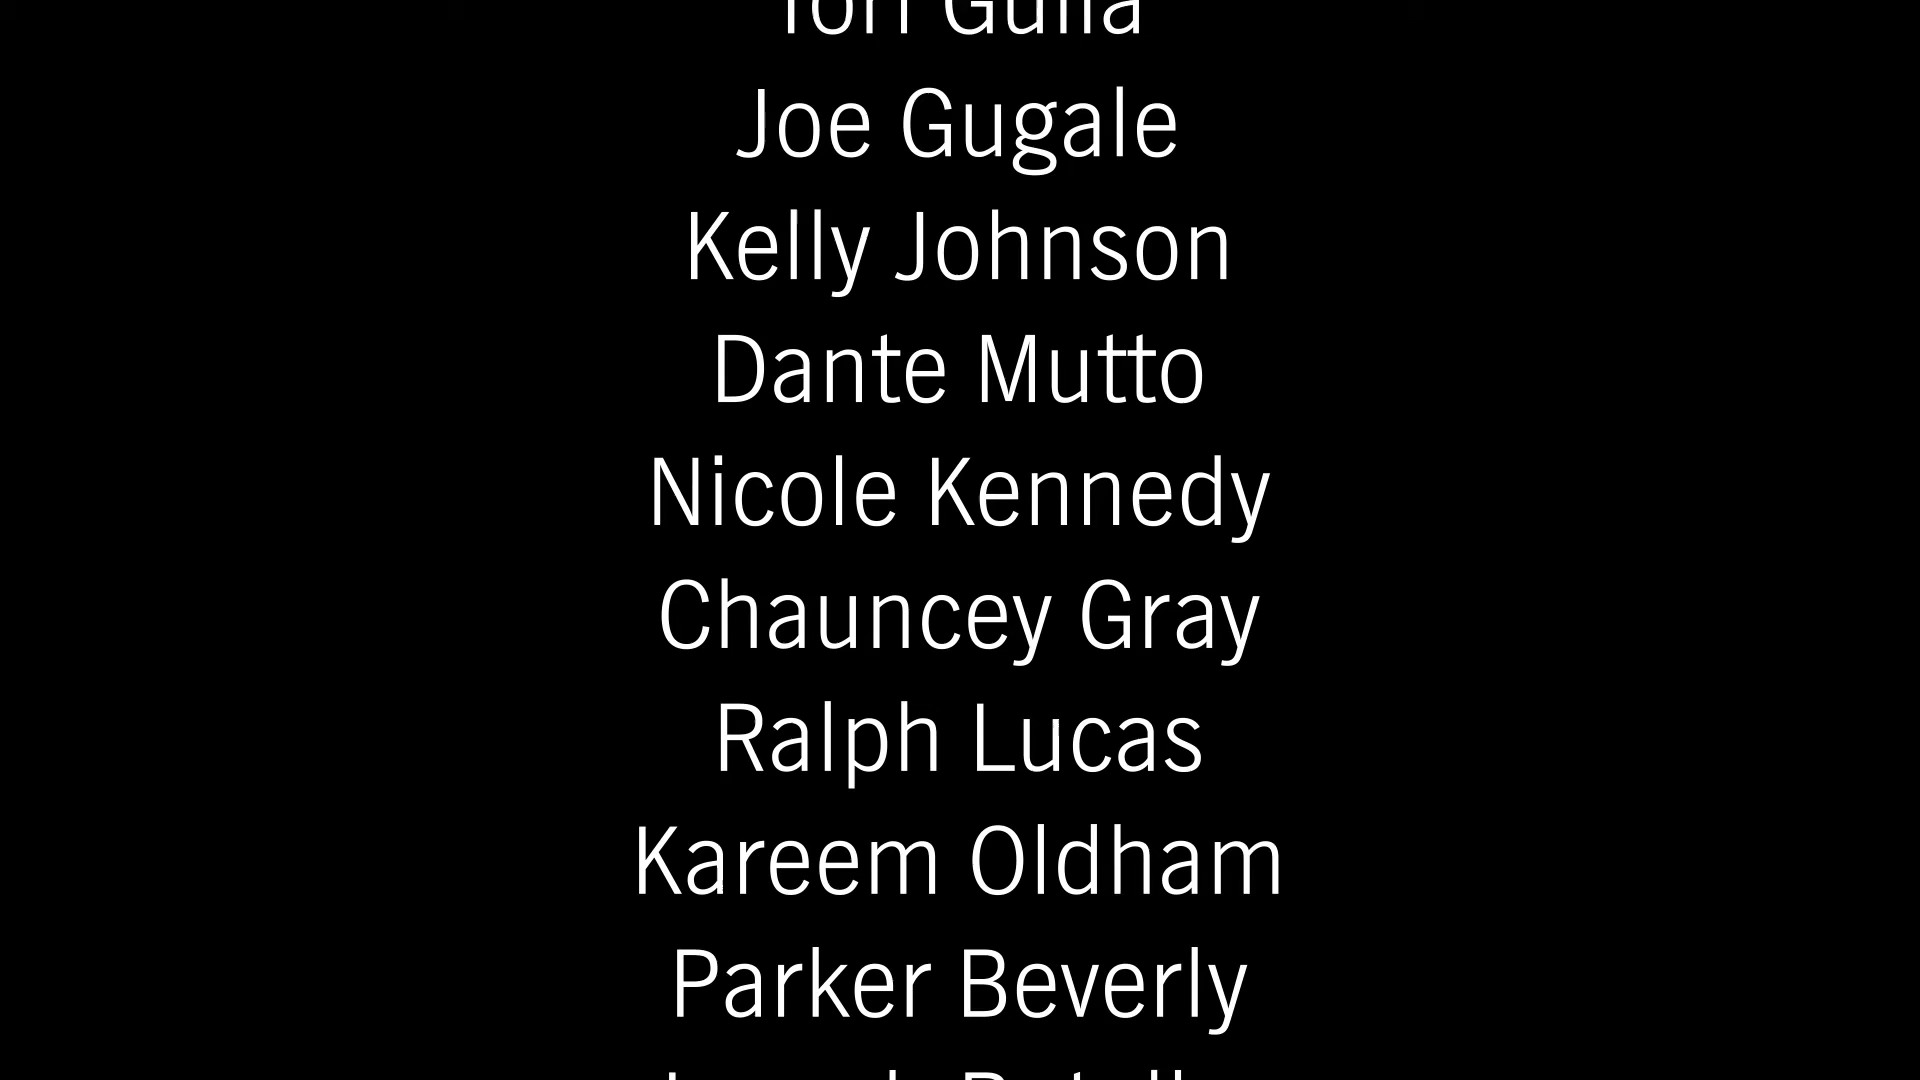 Joe Gugale
Kelly Johnson
Dante Mutto
Nicole Kennedy
Chauncey Gray
Ralph Lucas
Kareem Oldham
Parker Beverly